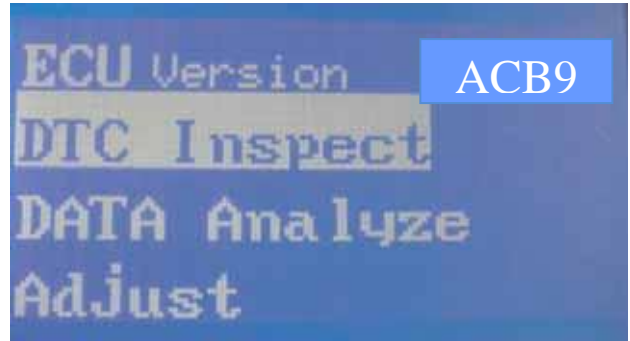 ECU Version
ACB9
DTC Inspect
DATA Analyze
Adjust